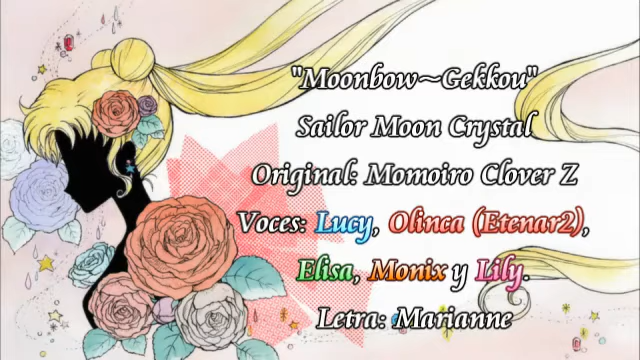 "Moonbow~Gekkou"
Sailor Moon Crystal
Original: Momoiro Clover Z
Voces: Lucy, Olinca (Etenar2),
Elisa, Monix y Lily.
Letra: Marianne